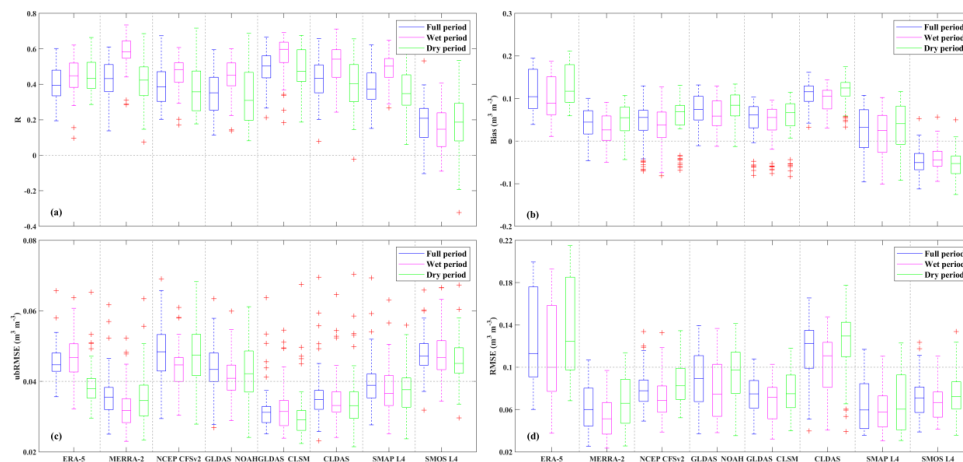 0.8
0.6
0.4
0.2
0
0.2
0.4
R
(a)
Full period
Wet period
Dry period
0.3
0.2
0.1
0
-0.1
-0.2
Bias (m³ m⁻³)
(b)
Full period
Wet period
Dry period
0.08
0.06
0.04
0.02
ubRMSE (m³ m⁻³)
(c)
Full period
Wet period
Dry period
ERA-5 MERRA-2 NCEP CFSv2 GLDAS NOAHGLDAS CLSM CLDAS SMAP L4 SMOS L4
0.22
0.18
0.14
0.1
0.06
0.02
RMSE (m³ m⁻³)
(d)
Full period
Wet period
Dry period
ERA-5 MERRA-2 NCEP CFSv2 GLDAS NOAH GLDAS CLSM CLDAS SMAP L4 SMOS L4